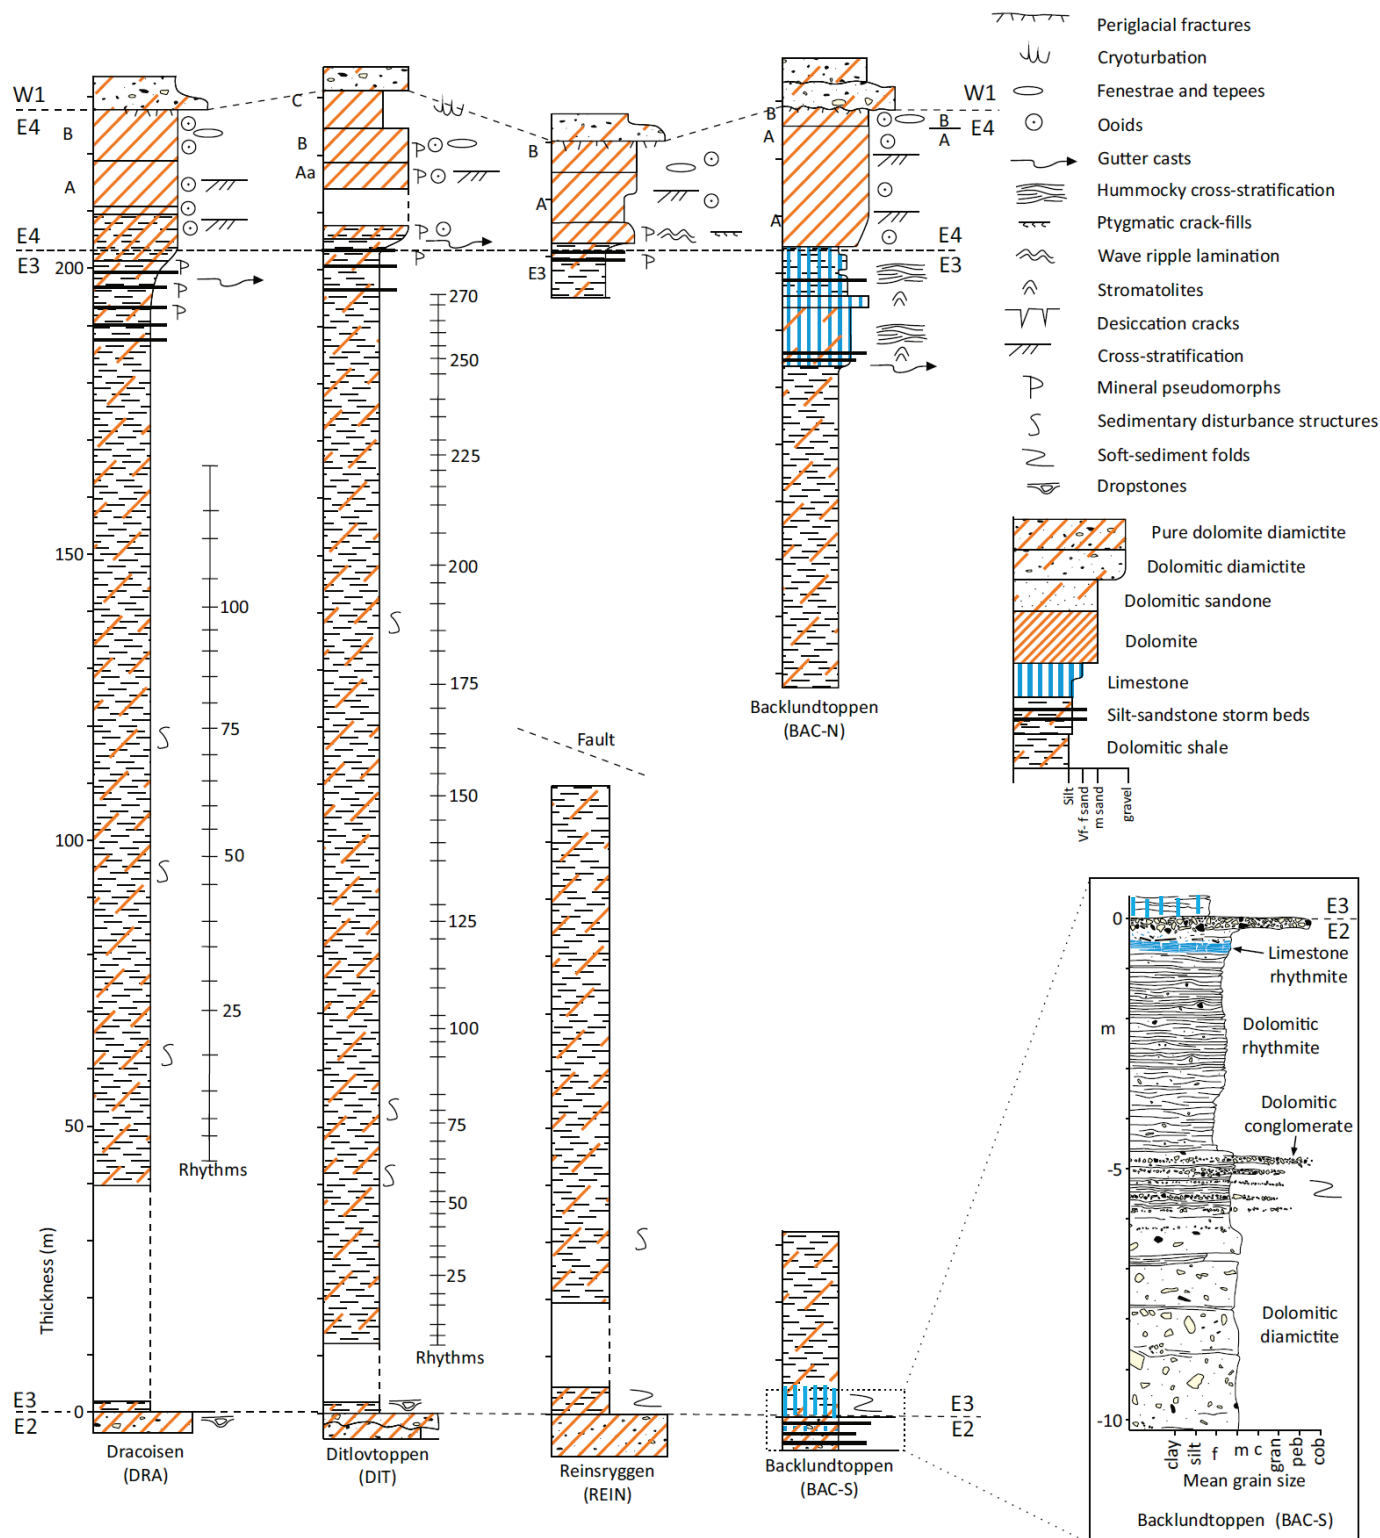 Periglacial fractures
Cryoturbation
Fenestrae and tepees
Ooids
Gutter casts
Hummocky cross-stratification
Ptygmatic crack-fills
Wave ripple lamination
Stromatolites
Desiccation cracks
Cross-stratification
Mineral pseudomorphs
Sedimentary disturbance structures
Soft-sediment folds
Dropstones
Pure dolomite diamictite
Dolomitic diamictite
Dolomitic sandone
Dolomite
Limestone
Silt-sandstone storm beds
Dolomitic shale
Silt
Vf- f sand
m sand
gravel
W1
E4
B
A
E4
E3
200
150
100
50
0
Thickness (m)
E3
E2
100
75
50
25
Rhythms
Dracoisen
(DRA)
C
B
Aa
270
250
225
200
175
150
125
100
75
50
25
Rhythms
Ditlovtoppen
(DIT)
B
A
E3
Fault
Reinsryggen
(REIN)
B
A
A
W1
B
A
E4
E4
E3
Backlundtoppen
(BAC-N)
E3
E2
Backlundtoppen
(BAC-S)
0
m
-5
-10
E3
E2
Limestone
rhythmite
Dolomitic
rhythmite
Dolomitic
conglomerate
Dolomitic
diamictite
clay
silt
f
m
c
gran
peb
cob
Mean grain size
Backlundtoppen (BAC-S)